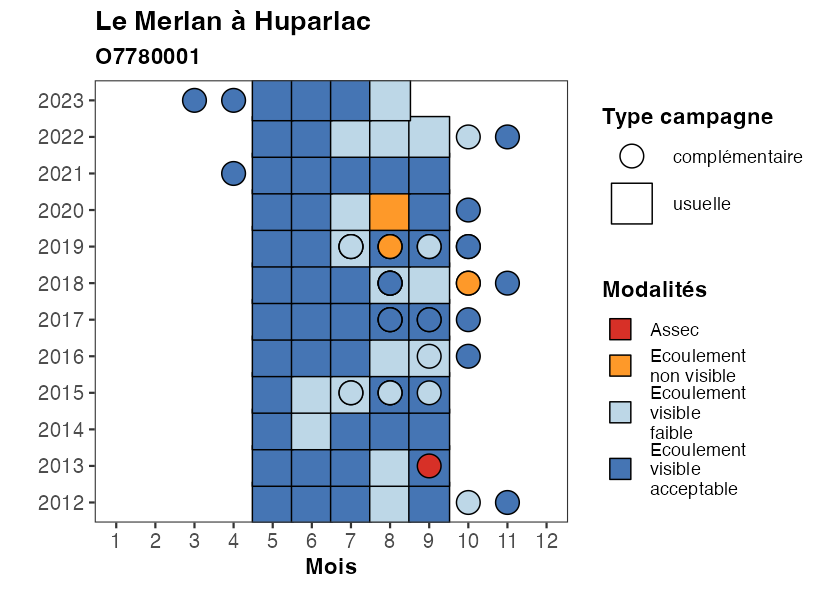 Le Merlan à Huparlac
O7780001
2023
2022
2021
2020
2019
2018
2017
2016
2015
2014
2013
2012
1 2 3 4 5 6 7 8 9 10 11 12
Mois
Type campagne
complémentaire
usuelle
Modalités
Assec
Ecoulement
non visible
Ecoulement
visible
faible
Ecoulement
visible
acceptable